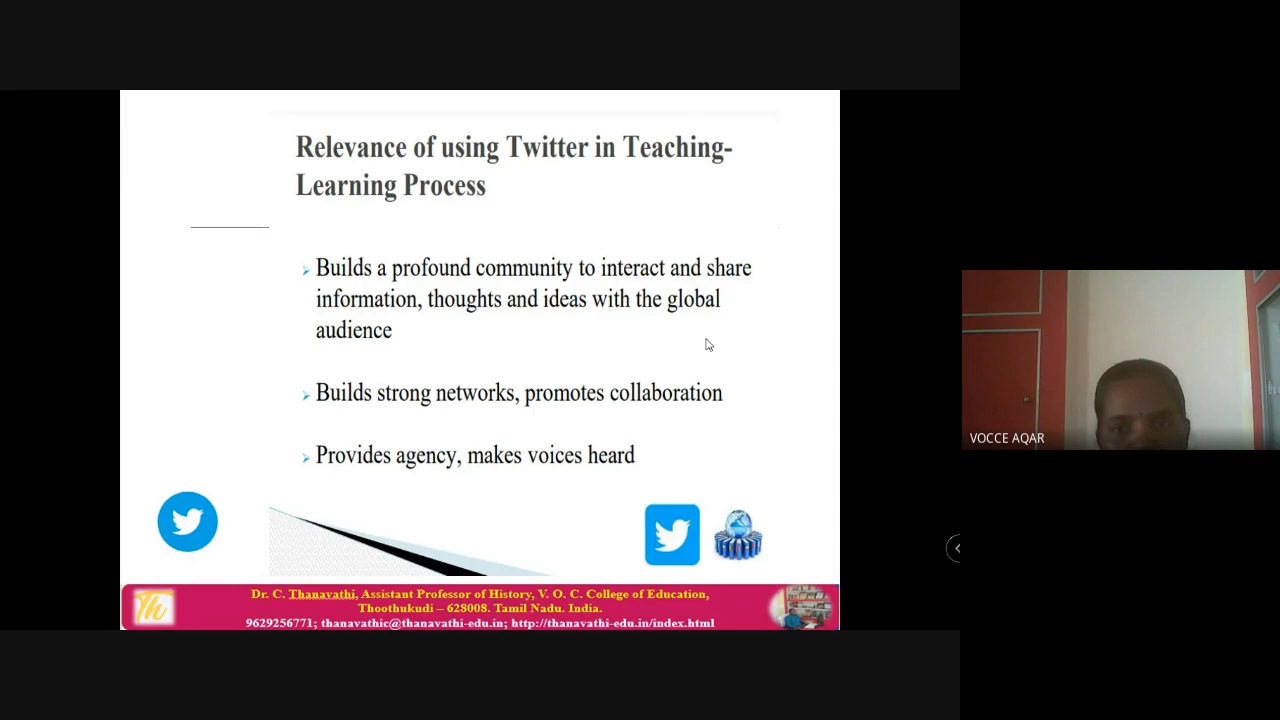 Relevance of using Twitter in Teaching-
Learning Process
Builds a profound community to interact and share
information, thoughts and ideas with the global
audience
Builds strong networks, promotes collaboration
Provides agency, makes voices heard
Th
Dr. C. Thanavathi, Assistant Professor of History, V. O. C. College of Education,
Thoothukudi – 628008. Tamil Nadu. India.
9629256771; thanavathic@thanavathi-edu.in; http://thanavathi-edu.in/index.html
VOCCE AQAR